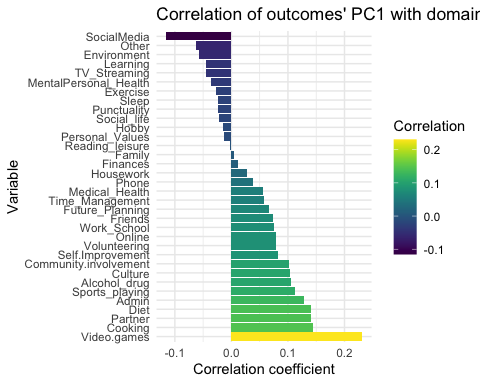 Correlation of outcomes' PC1 with domain
SocialMedia
Other
Environment
Learning
TV_Streaming
MentalPersonal_Health
Exercise
Sleep
Punctuality
Social_life
Hobby
Personal_Values
Reading_leisure
Family
Finances
Housework
Phone
Medical_Health
Time_Management
Future_Planning
Friends
Work_School
Online
Volunteering
Self.Improvement
Community.involvement
Culture
Alcohol_drug
Sports_playing
Admin
Diet
Partner
Cooking
Video.games
Variable
-0.1
0.0
0.1
0.2
Correlation coefficient
Correlation
0.2
0.1
0.0
-0.1